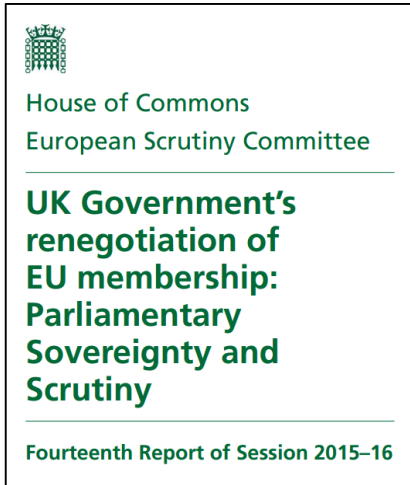 House of Commons
European Scrutiny Committee
UK Government’s
renegotiation of
EU membership:
Parliamentary
Sovereignty and
Scrutiny
Fourteenth Report of Session 2015–16